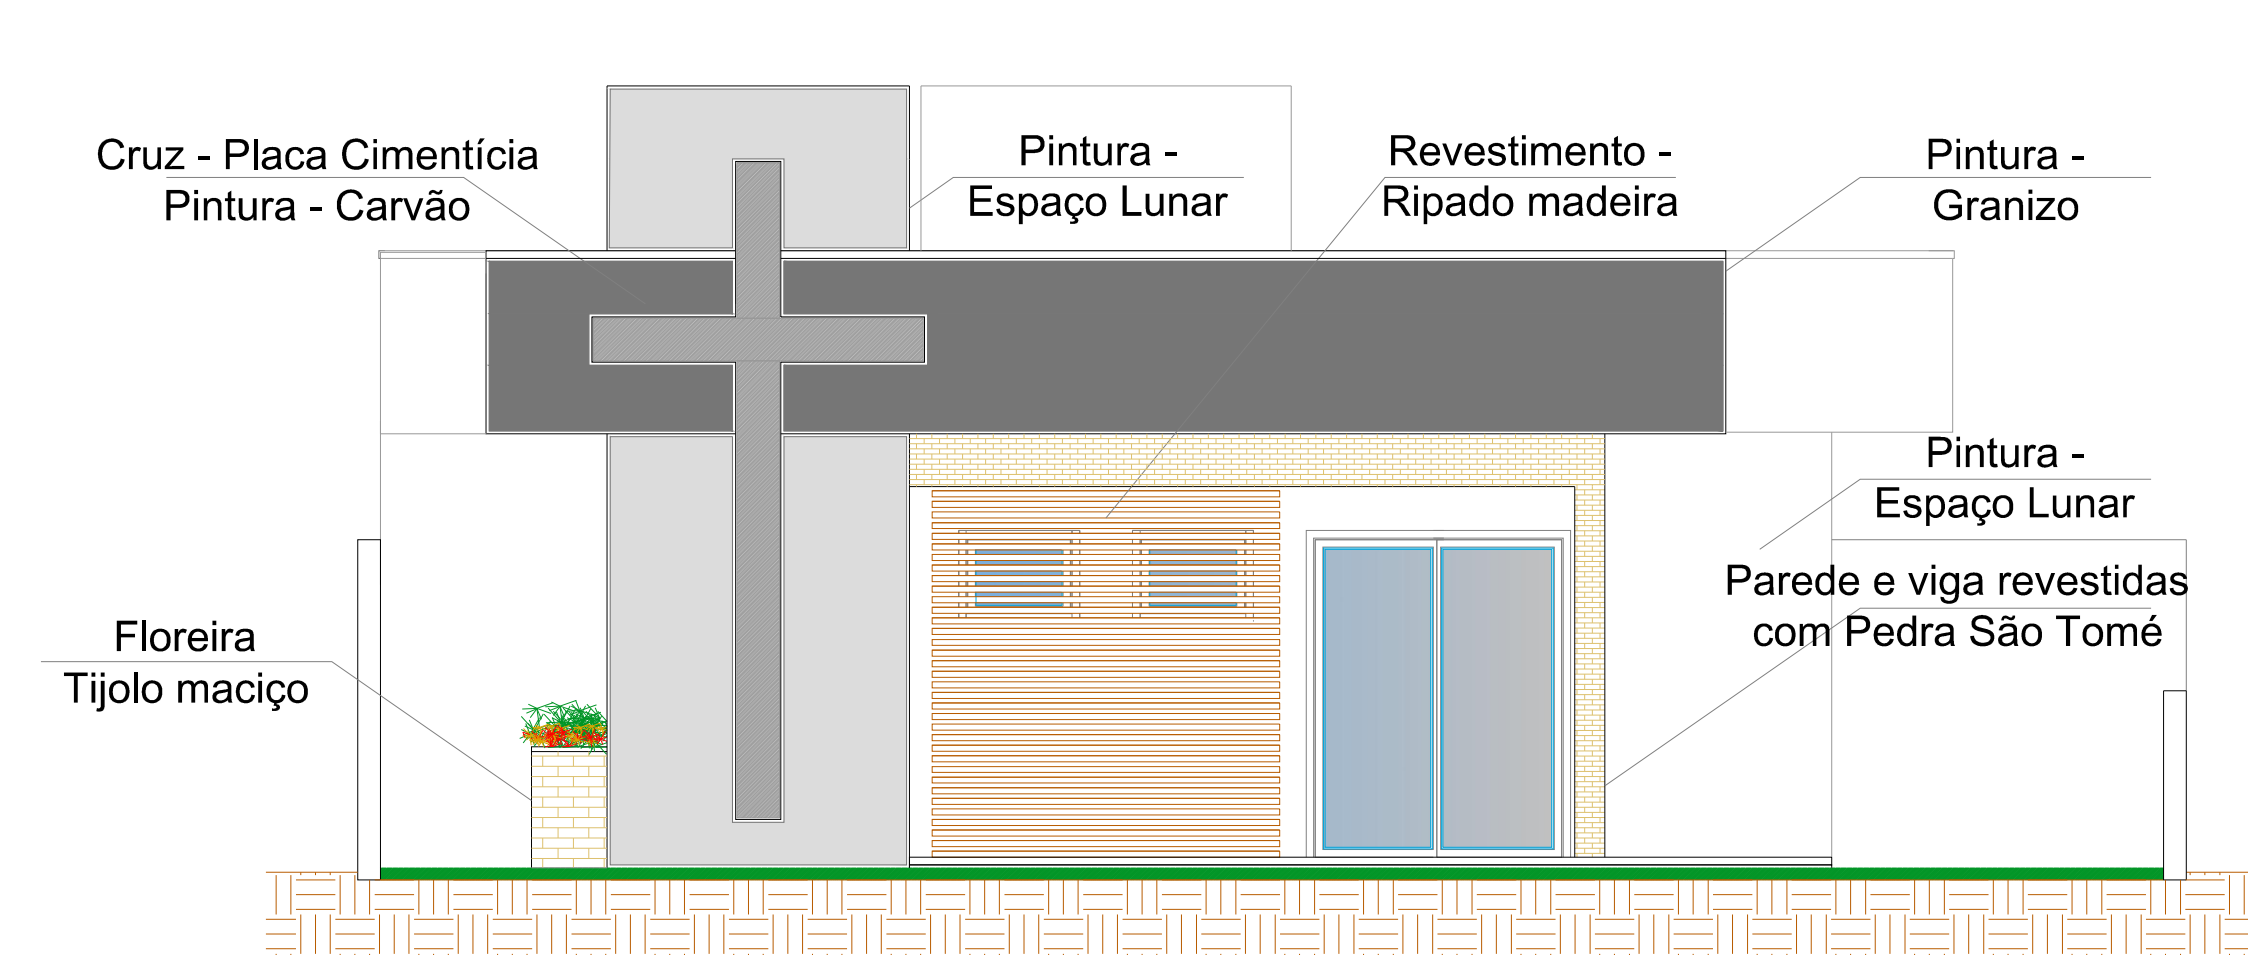 Cruz - Placa Cimentícia
Pintura - Carvão
Pintura -
Espaço Lunar
Revestimento -
Ripado madeira
Pintura -
Granizo
Pintura -
Espaço Lunar
Parede e viga revestidas
com Pedra São Tomé
Floreira
Tijolo maciço